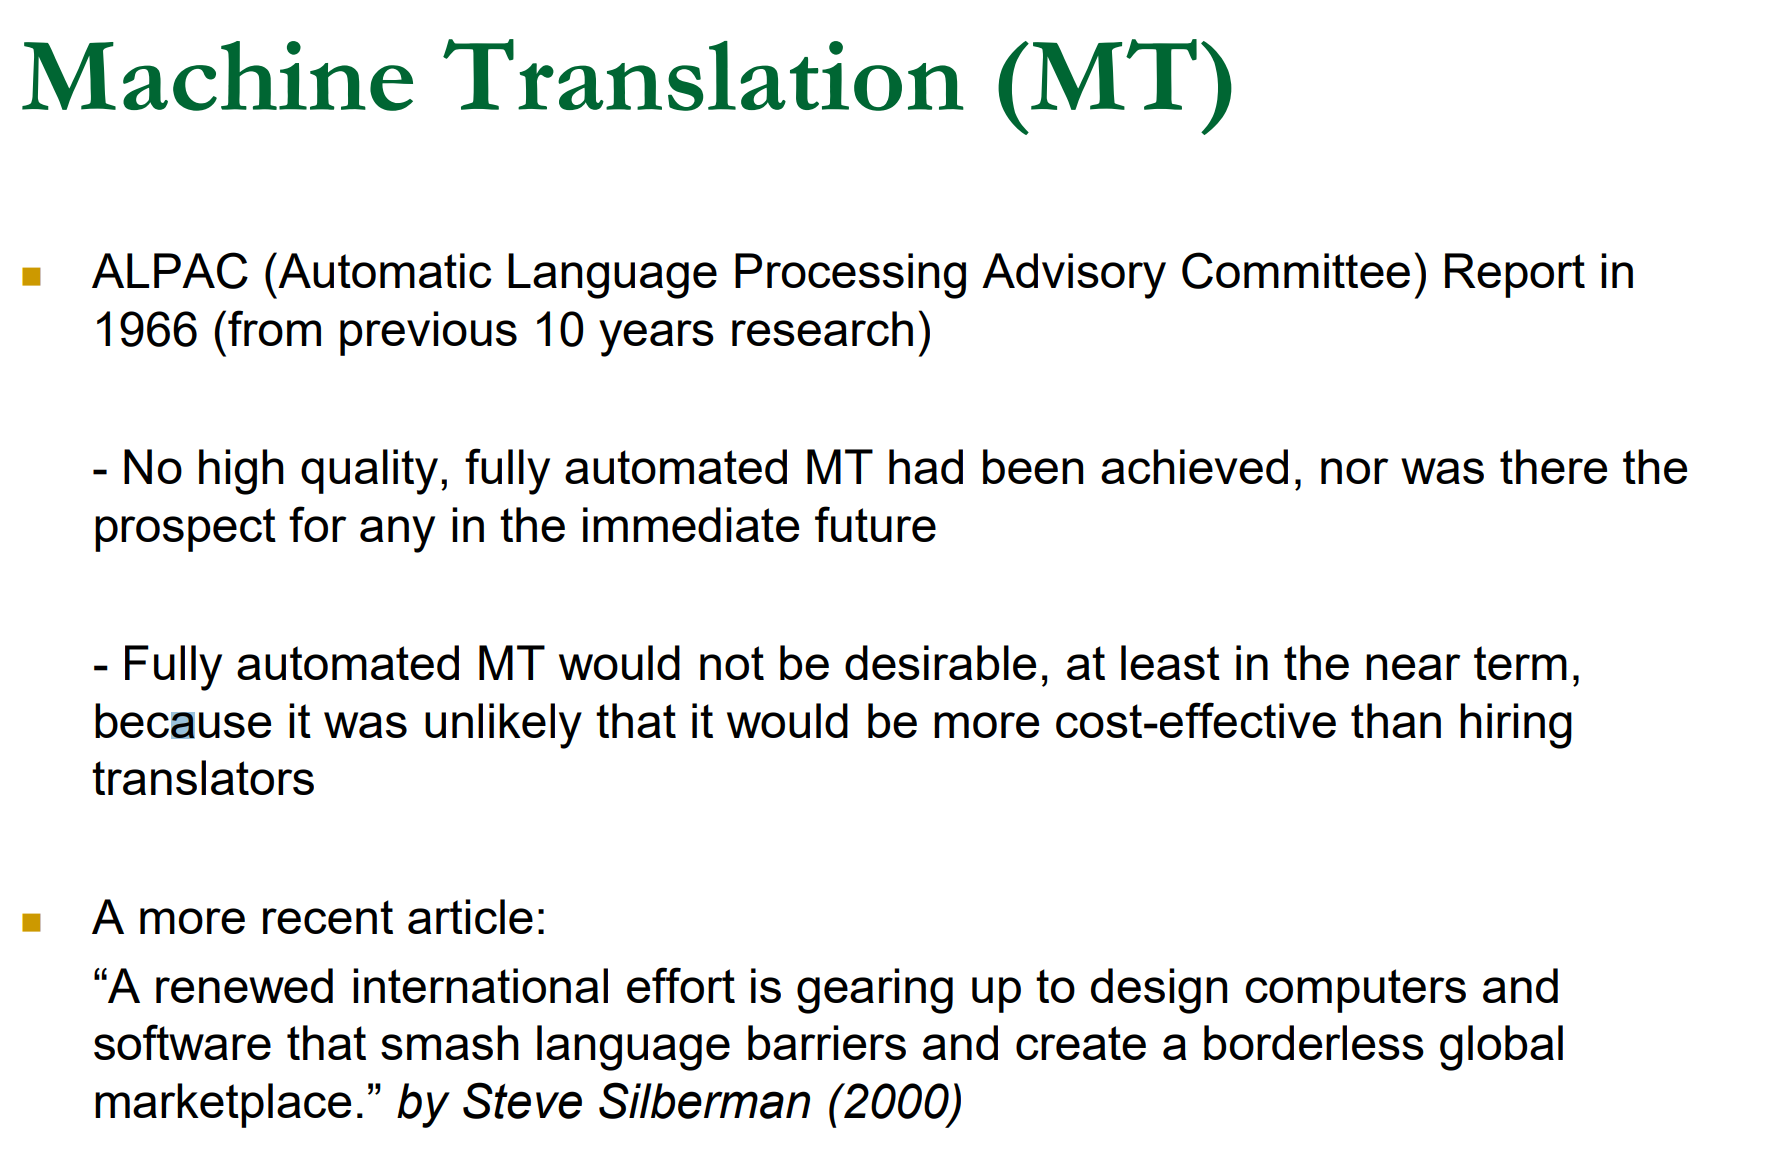 Machine Translation (MT)
ALPAC (Automatic Language Processing Advisory Committee) Report in
1966 (from previous 10 years research)
- No high quality, fully automated MT had been achieved, nor was there the
prospect for any in the immediate future
- Fully automated MT would not be desirable, at least in the near term,
because it was unlikely that it would be more cost-effective than hiring
translators
A more recent article:
“A renewed international effort is gearing up to design computers and
software that smash language barriers and create a borderless global
marketplace.” by Steve Silberman (2000)